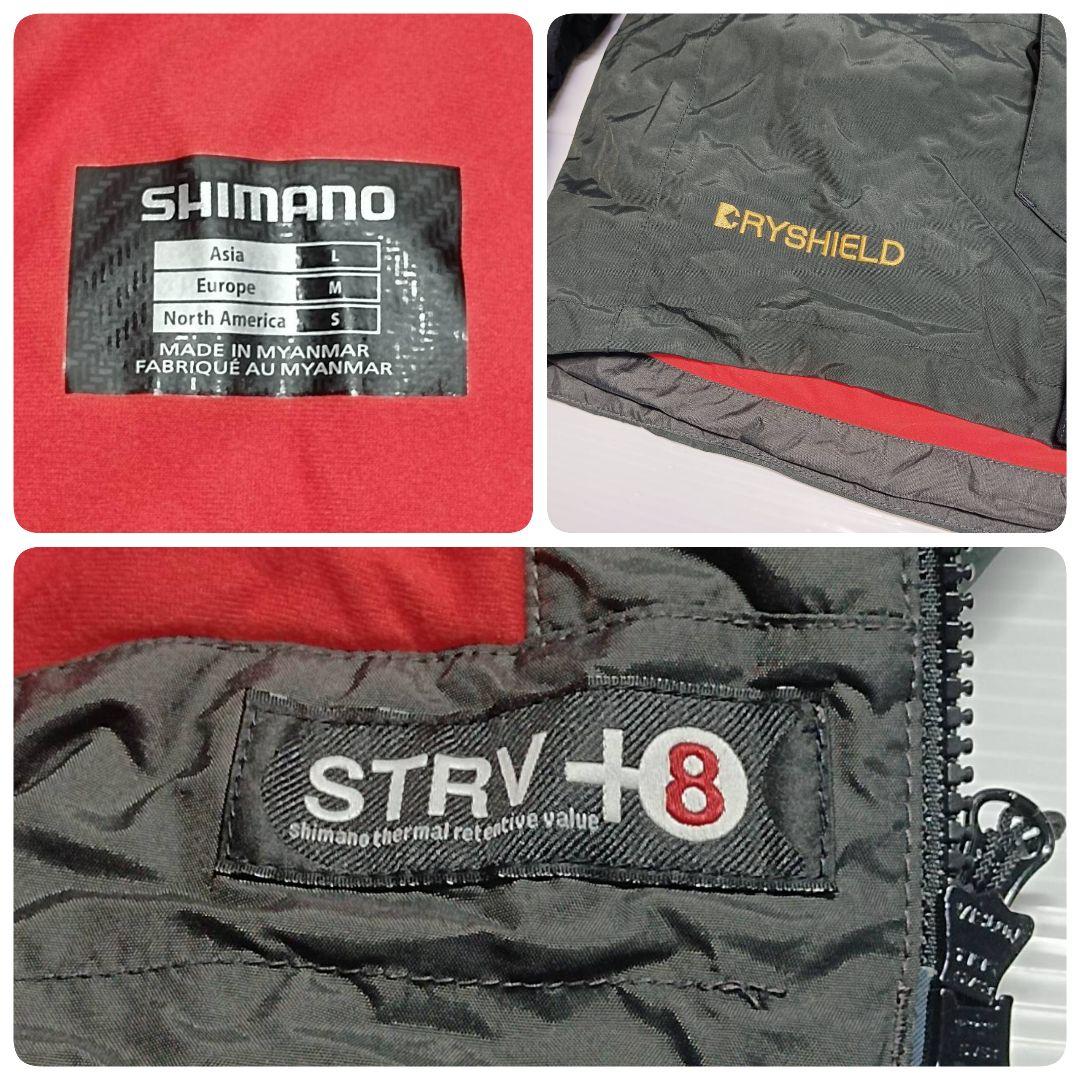 SHIMANO
Asia L
Europe M
North America S
MADE IN MYANMAR
FABRIQUÉ AU MYANMAR
DRYSHIELD
STRV +8
shimano thermal retentive value